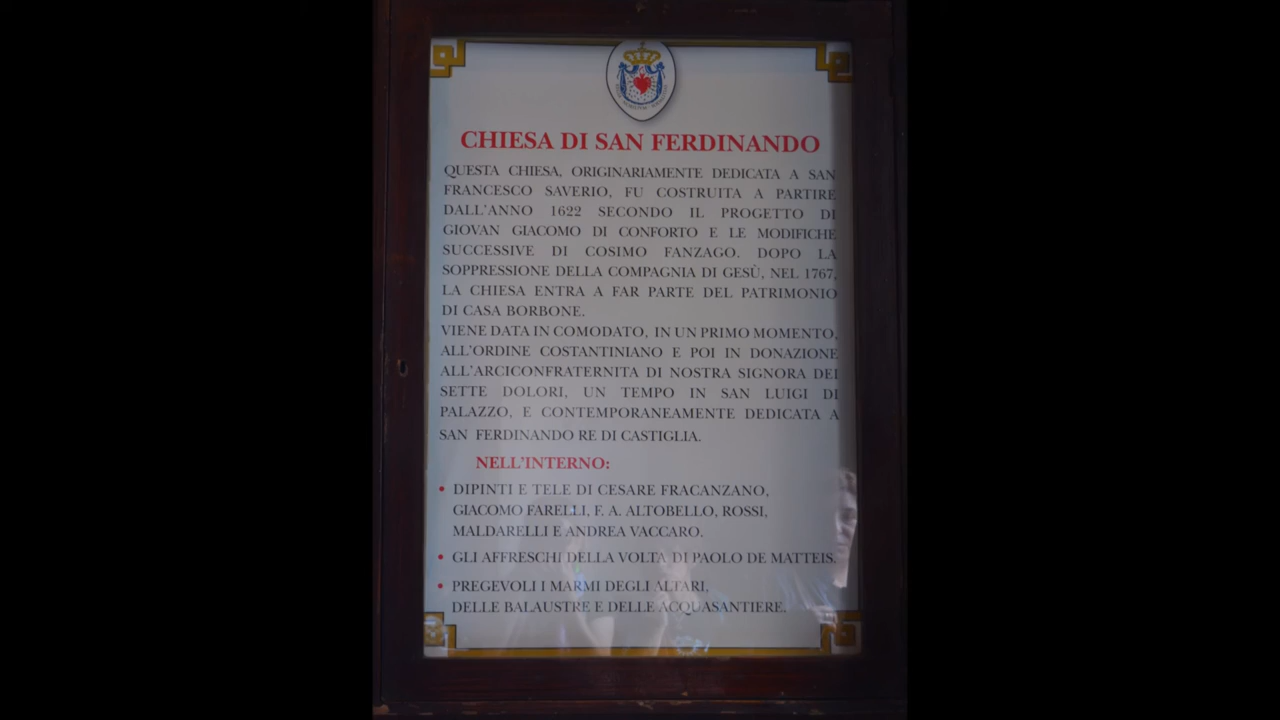 CHIESA DI SAN FERDINANDO
QUESTA CHIESA, ORIGINARIAMENTE DEDICATA A SAN
FRANCESCO SAVERIO, FU COSTRUITA A PARTIRE
DALL'ANNO 1622 SECONDO IL PROGETTO DI
GIOVAN GIACOMO DI CONFORTO E LE MODIFICHE
SUCCESSIVE DI COSIMO FANZAGO. DOPO LA
SOPPRESSIONE DELLA COMPAGNIA DI GESÙ, NEL 1767,
LA CHIESA ENTRA A FAR PARTE DEL PATRIMONIO
DI CASA BORBONE.
VIENE DATA IN COMODATO, IN UN PRIMO MOMENTO,
ALL'ORDINE COSTANTINIANO E POI IN DONAZIONE
ALL'ARCICONFRATERNITA DI NOSTRA SIGNORA DEI
SETTE DOLORI, UN TEMPO IN SAN LUIGI DI
PALAZZO, E CONTEMPORANEAMENTE DEDICATA A
SAN FERDINANDO RE DI CASTIGLIA.
NELL'INTERNO:
• DIPINTI E TELE DI CESARE FRACANZANO,
GIACOMO FARELLI, F. A. ALTOBELLO, ROSSI,
MALDARELLI E ANDREA VACCARO.
• GLI AFFRESCHI DELLA VOLTA DI PAOLO DE MATTEIS.
• PREGEVOLI I MARMI DEGLI ALTARI,
DELLE BALAUSTRE E DELLE ACQUASANTIERE.